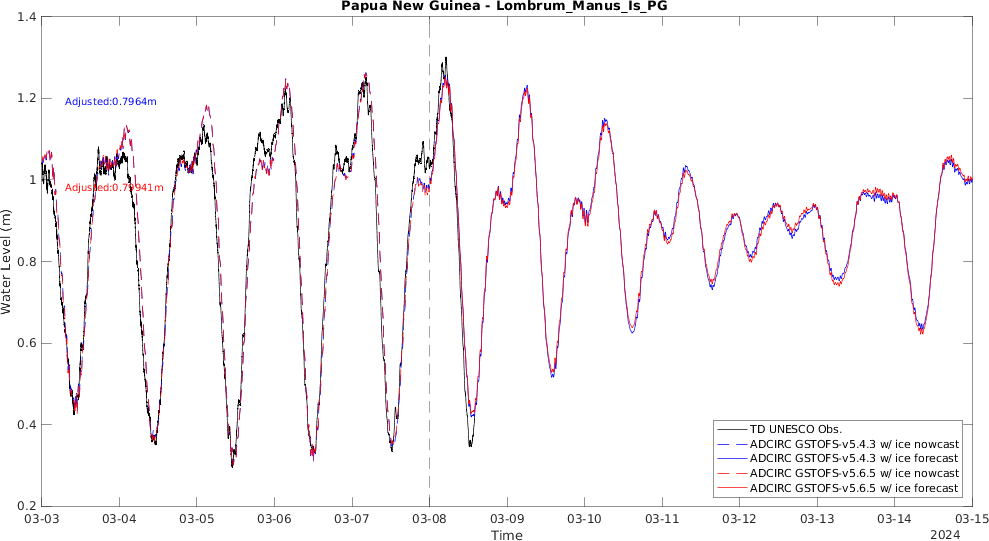 Papua New Guinea - Lombrum_Manus_Is_PG
1.4
1.2
1
0.8
0.6
0.4
0.2
Water Level (m)
Adjusted:0.7964m
Adjusted:0.79941m
TD UNESCO Obs.
ADCIRC GSTOFS-v5.4.3 w/ ice nowcast
ADCIRC GSTOFS-v5.4.3 w/ ice forecast
ADCIRC GSTOFS-v5.6.5 w/ ice nowcast
ADCIRC GSTOFS-v5.6.5 w/ ice forecast
03-03 03-04 03-05 03-06 03-07 03-08 03-09 03-10 03-11 03-12 03-13 03-14 03-15
Time
2024